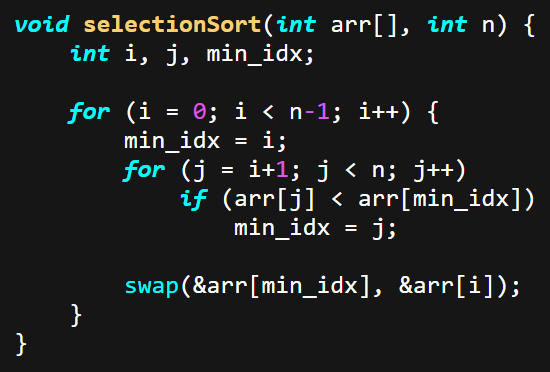 void selectionSort(int arr[], int n) {
    int i, j, min_idx;

    for (i = 0; i < n-1; i++) {
        min_idx = i;
        for (j = i+1; j < n; j++)
            if (arr[j] < arr[min_idx])
                min_idx = j;

        swap(&arr[min_idx], &arr[i]);
    }
}